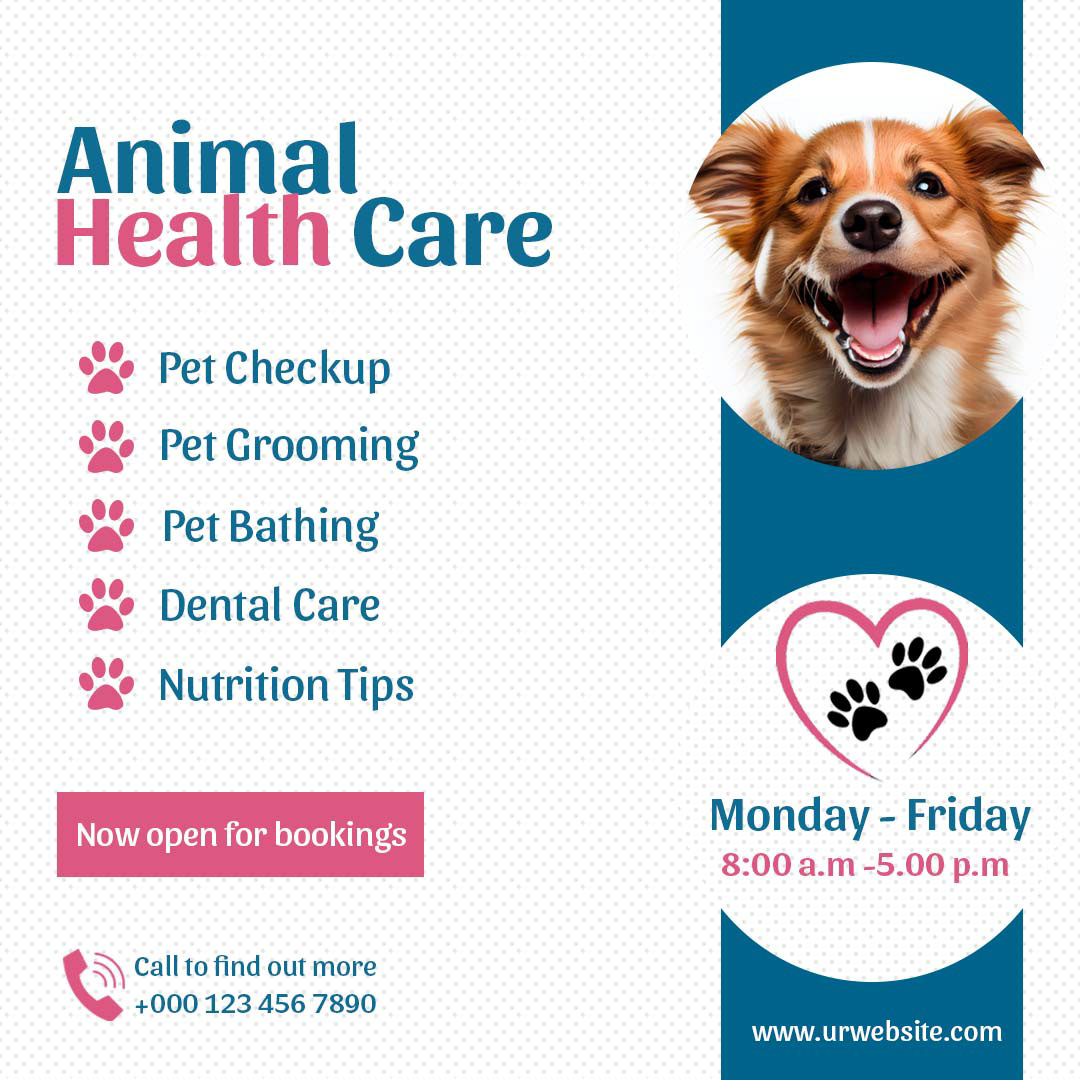 Animal
Health Care
Pet Checkup
Pet Grooming
Pet Bathing
Dental Care
Nutrition Tips
Now open for bookings
Call to find out more
+000 123 456 7890
Monday - Friday
8:00 a.m -5.00 p.m
www.urwebsite.com